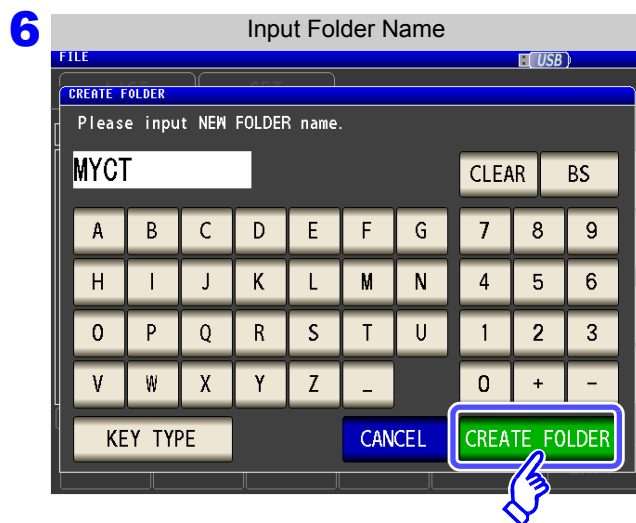 6
Input Folder Name
FILE USB
CREATE FOLDER
Please input NEW FOLDER name.
MYCT CLEAR BS
A B C D E F G 7 8 9
H I J K L M N 4 5 6
O P Q R S T U 1 2 3
V W X Y Z _ 0 + -
KEY TYPE CANCEL CREATE FOLDER